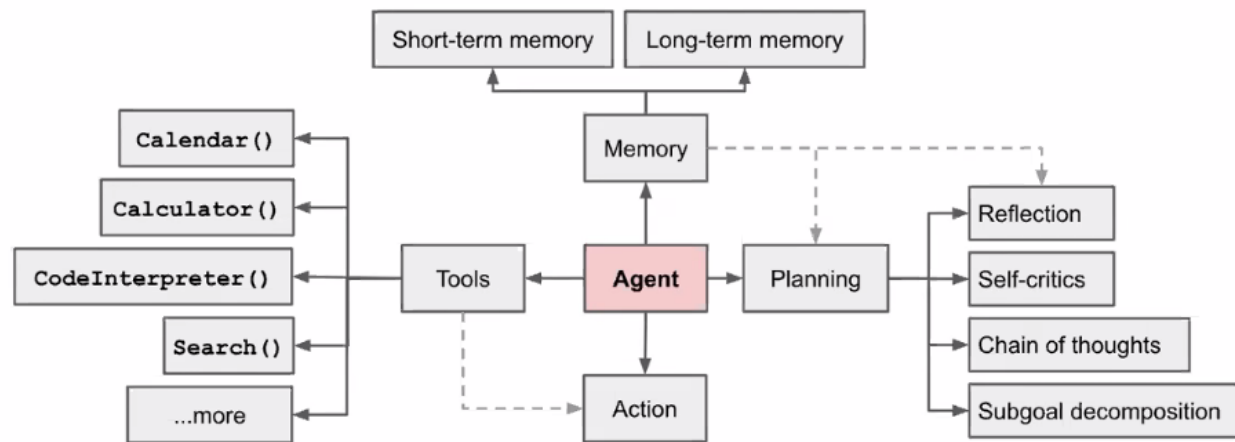 Short-term memory
Long-term memory
Calendar()
Memory
Calculator()
Reflection
CodeInterpreter()
Tools
Agent
Planning
Self-critics
Search()
Chain of thoughts
...more
Action
Subgoal decomposition